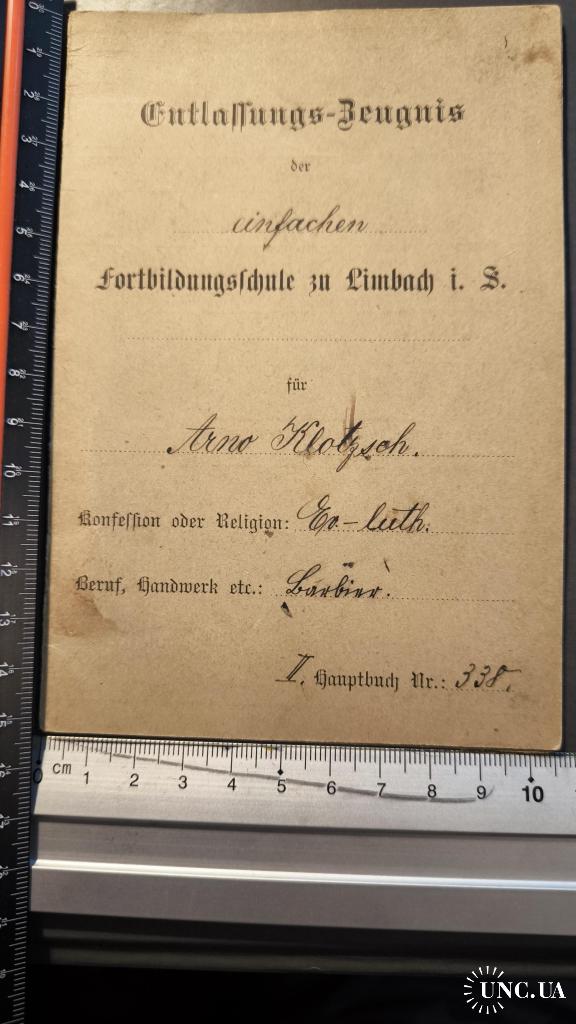 Entlassungs-Zeugnis
der
einfachen
Fortbildungsschule zu Limbach i. S.
für
Arno Klotzsch.
Konfession oder Religion: Ev-luth.
Beruf, Handwerk etc.: Barbier.
II. Hauptbuch Nr.: 338.
0 cm 1 2 3 4 5 6 7 8 9 10
UNC.UA